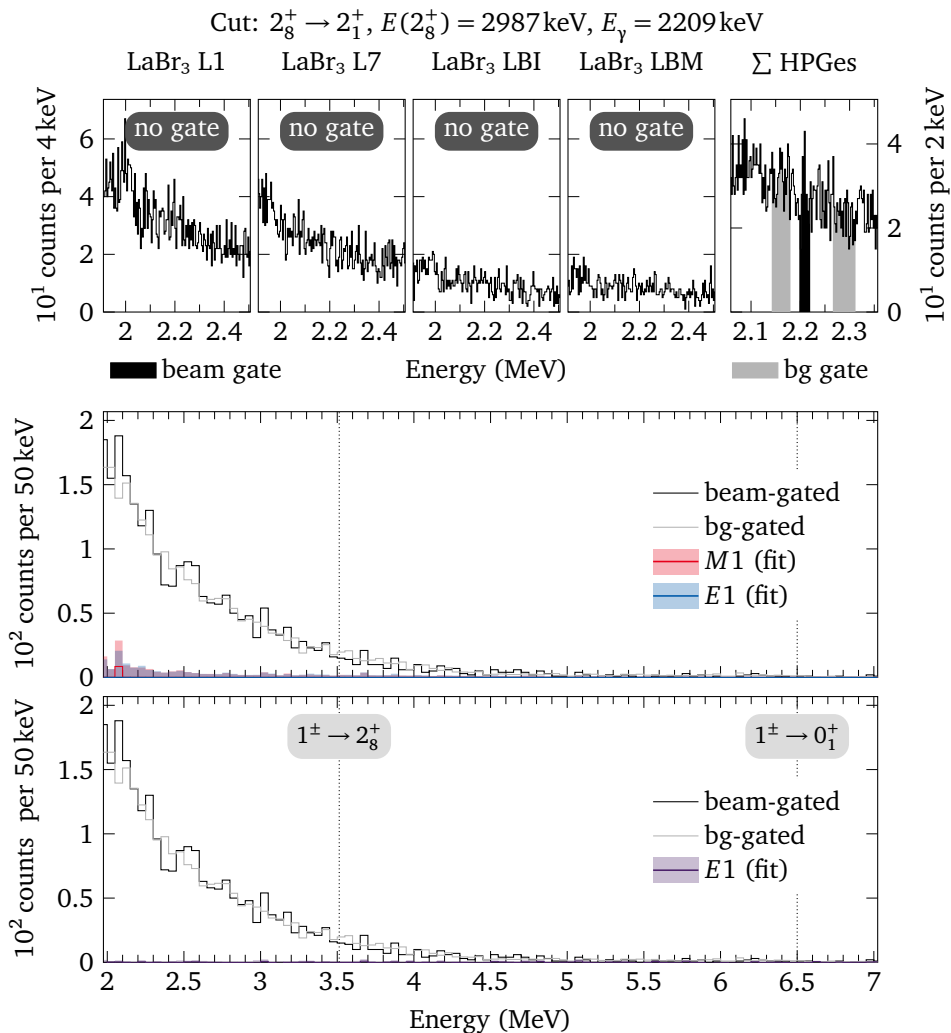 Cut: 2₈⁺ → 2₁⁺, E(2₈⁺) = 2987 keV, Eᵧ = 2209 keV
LaBr₃ L1 LaBr₃ L7 LaBr₃ LBI LaBr₃ LBM ∑ HPGes
no gate no gate no gate no gate
10¹ counts per 4 keV
6
4
2
0
4
2
0
10¹ counts per 2 keV
2 2.2 2.4 2 2.2 2.4 2 2.2 2.4 2 2.2 2.4 2.1 2.2 2.3
beam gate Energy (MeV) bg gate
10² counts per 50 keV
2
1.5
1
0.5
0
beam-gated
bg-gated
M1 (fit)
E1 (fit)
10² counts per 50 keV
2
1.5
1
0.5
0
1± → 2₈⁺ 1± → 0₁⁺
beam-gated
bg-gated
E1 (fit)
2 2.5 3 3.5 4 4.5 5 5.5 6 6.5 7
Energy (MeV)